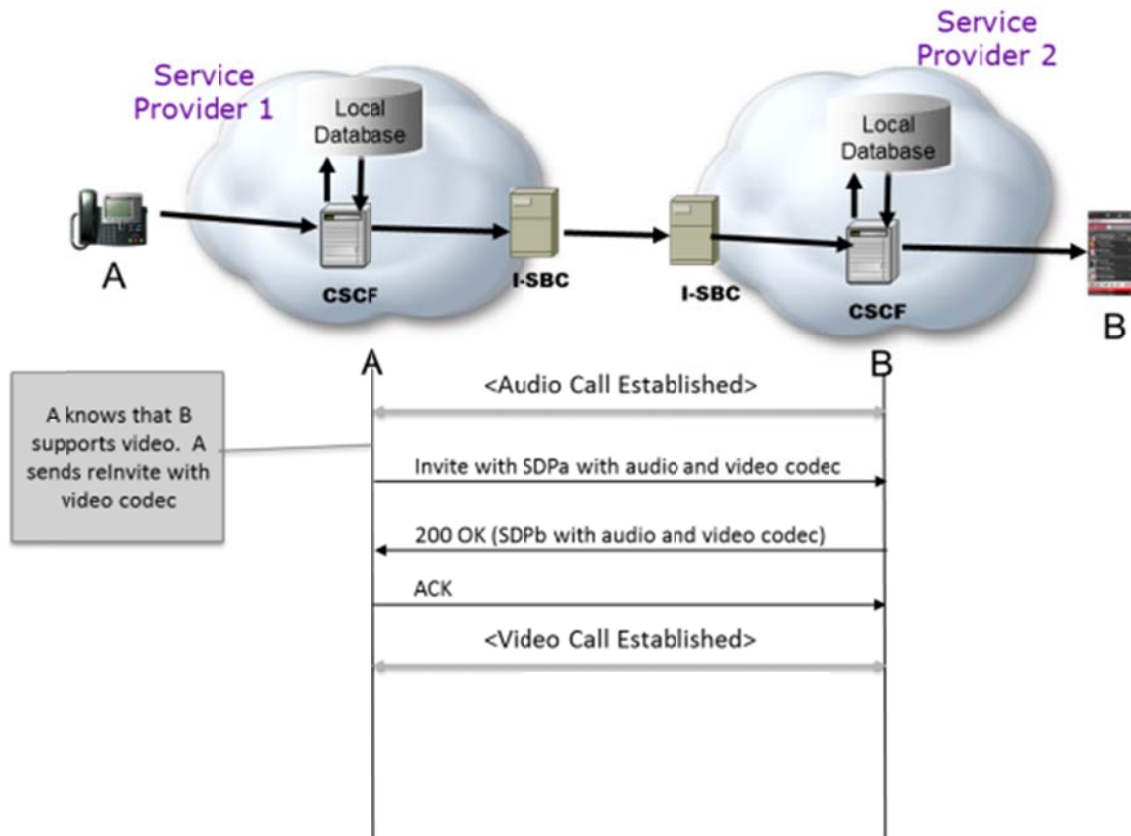 Service
Provider 1
Service
Provider 2
Local
Database
Local
Database
A
CSCF
I-SBC
I-SBC
CSCF
B
A
B
<Audio Call Established>
A knows that B
supports video. A
sends reInvite with
video codec
Invite with SDPa with audio and video codec
200 OK (SDPb with audio and video codec)
ACK
<Video Call Established>